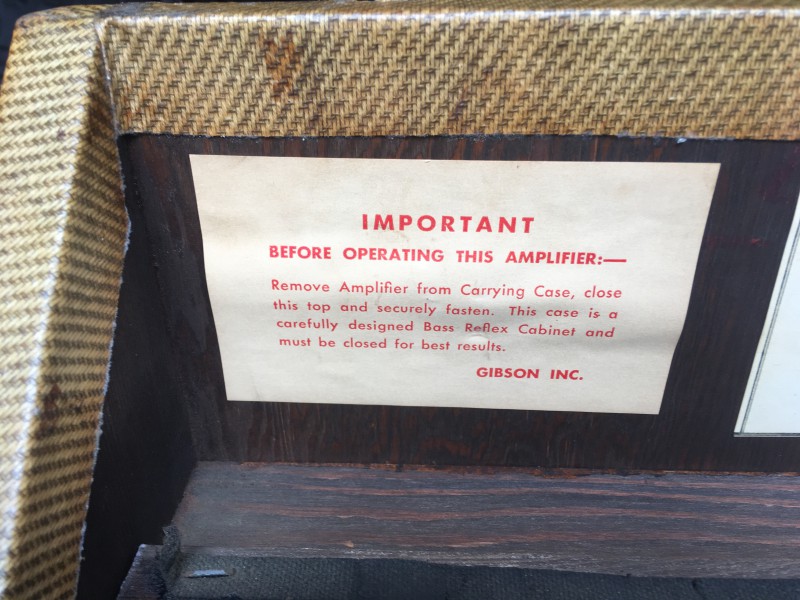 IMPORTANT
BEFORE OPERATING THIS AMPLIFIER:—
Remove Amplifier from Carrying Case, close
this top and securely fasten. This case is a
carefully designed Bass Reflex Cabinet and
must be closed for best results.
GIBSON INC.